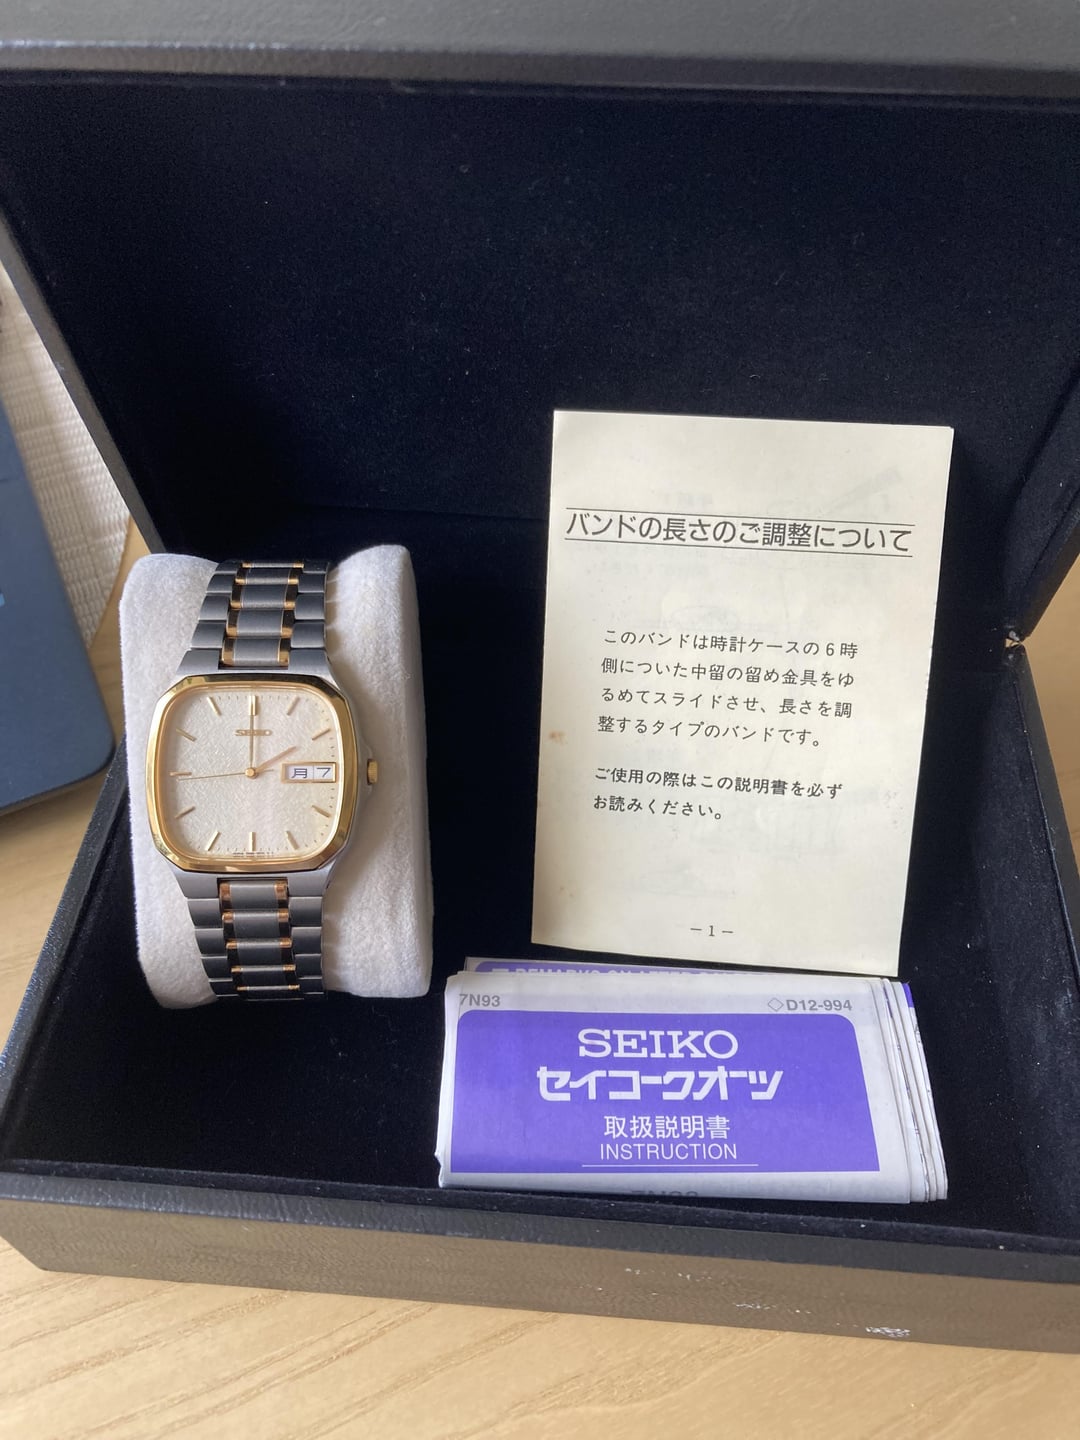 SEIKO
月 7
バンドの長さのご調整について
このバンドは時計ケースの6時
側についた中留の留め金具をゆ
るめてスライドさせ、長さを調
整するタイプのバンドです。
ご使用の際はこの説明書を必ず
お読みください。
−1−
REMARKS ON AFTER
7N93
◇D12-994
SEIKO
セイコークオーツ
取扱説明書
INSTRUCTION